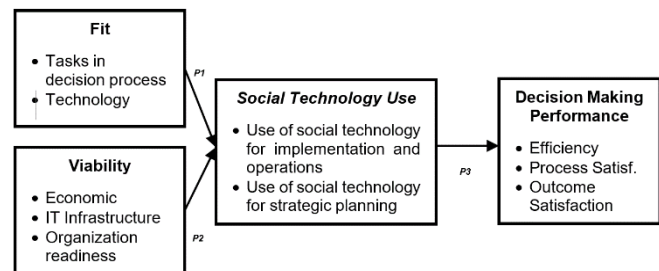 Fit
• Tasks in
decision process
• Technology
P1
Viability
• Economic
• IT Infrastructure
• Organization
readiness
P2
Social Technology Use
• Use of social technology
for implementation and
operations
• Use of social technology
for strategic planning
P3
Decision Making
Performance
• Efficiency
• Process Satisf.
• Outcome
Satisfaction